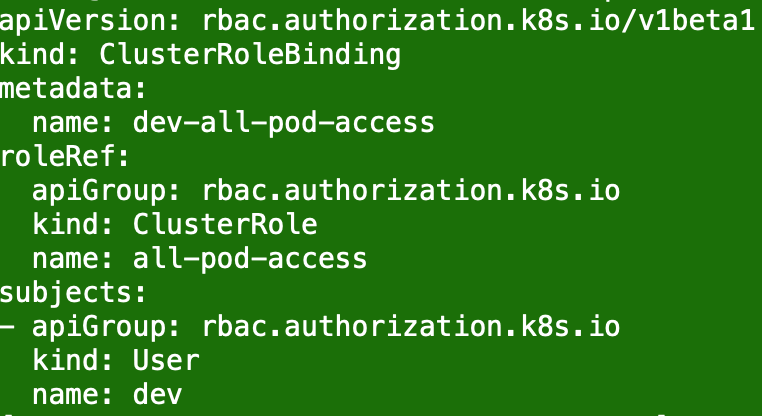 apiVersion: rbac.authorization.k8s.io/v1beta1
kind: ClusterRoleBinding
metadata:
  name: dev-all-pod-access
roleRef:
  apiGroup: rbac.authorization.k8s.io
  kind: ClusterRole
  name: all-pod-access
subjects:
- apiGroup: rbac.authorization.k8s.io
  kind: User
  name: dev